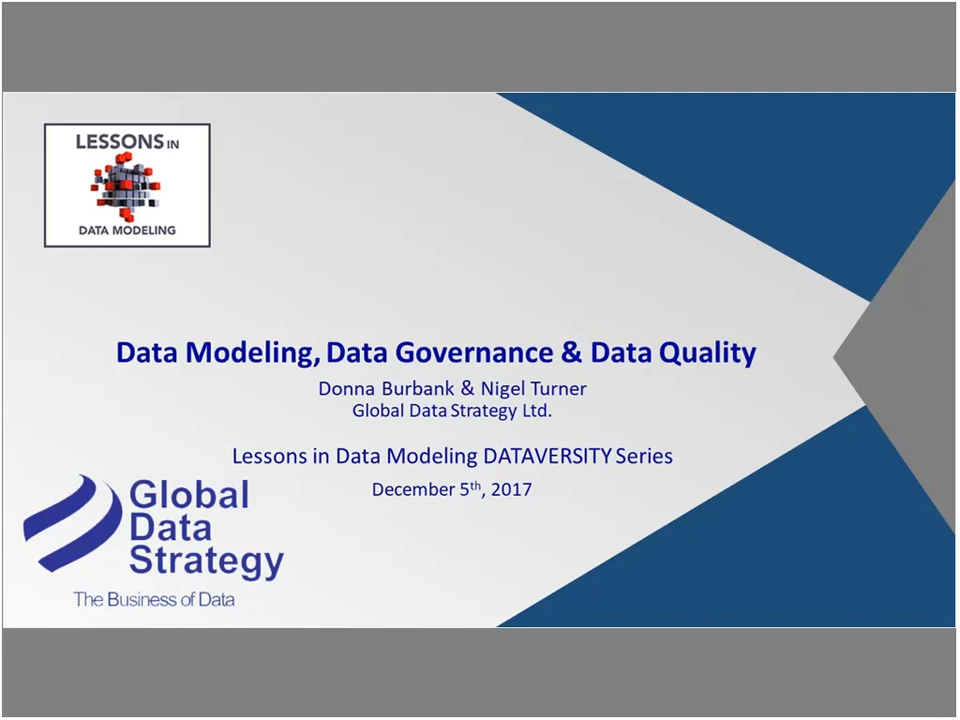 LESSONS IN
DATA MODELING
Data Modeling, Data Governance & Data Quality
Donna Burbank & Nigel Turner
Global Data Strategy Ltd.
Lessons in Data Modeling DATAVERSITY Series
December 5th, 2017
Global
Data
Strategy
The Business of Data